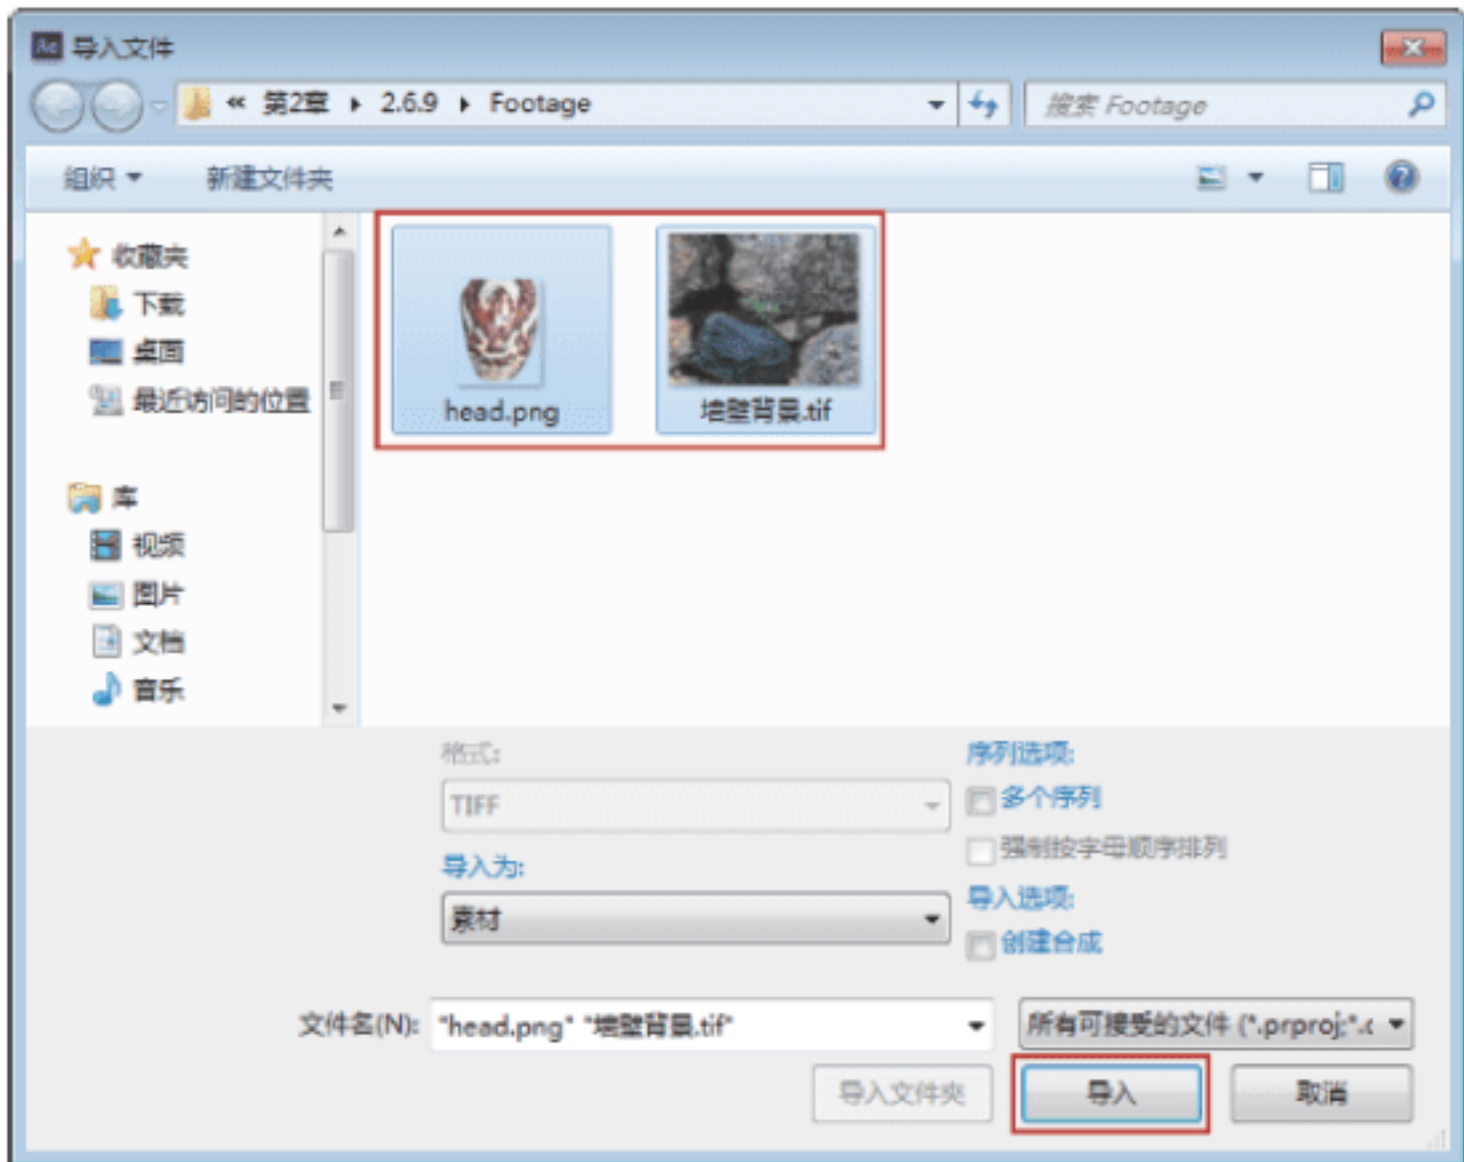 Ae 导入文件
« 第2章 ▸ 2.6.9 ▸ Footage
搜索 Footage
组织 新建文件夹
收藏夹
下载
桌面
最近访问的位置
库
视频
图片
文档
音乐
head.png
墙壁背景.tif
格式:
TIFF
导入为:
素材
序列选项:
多个序列
强制按字母顺序排列
导入选项:
创建合成
文件名(N): "head.png" "墙壁背景.tif"
所有可接受的文件 (*.prproj;*.c
导入文件夹 导入 取消